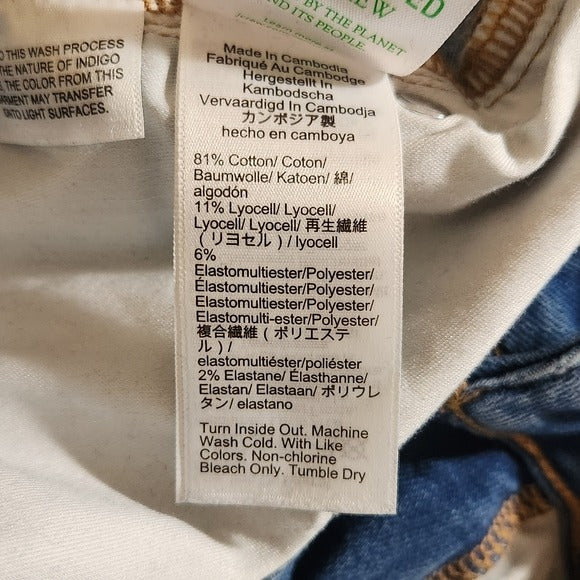 ED
EW
BY THE PLANET
AND ITS PEOPLE.
O THIS WASH PROCESS
THE NATURE OF INDIGO
THE COLOR FROM THIS
MENT MAY TRANSFER
ONTO LIGHT SURFACES.
Made In Cambodia
Fabriqué Au Cambodge
Hergestellt In
Kambodscha
Vervaardigd In Cambodja
カンボジア製
hecho en camboya
81% Cotton/ Coton/
Baumwolle/ Katoen/ 綿/
algodón
11% Lyocell/ Lyocell/
Lyocell/ Lyocell/ 再生繊維
(リヨセル)/ lyocell
6%
Elastomultiester/Polyester/
Élastomultiester/Polyester/
Elastomultiester/Polyester/
Elastomulti-ester/Polyester/
複合繊維(ポリエステ
ル)/
elastomultiéster/poliéster
2% Elastane/ Élasthanne/
Elastan/ Elastaan/ ポリウレ
タン/ elastano
Turn Inside Out. Machine
Wash Cold. With Like
Colors. Non-chlorine
Bleach Only. Tumble Dry